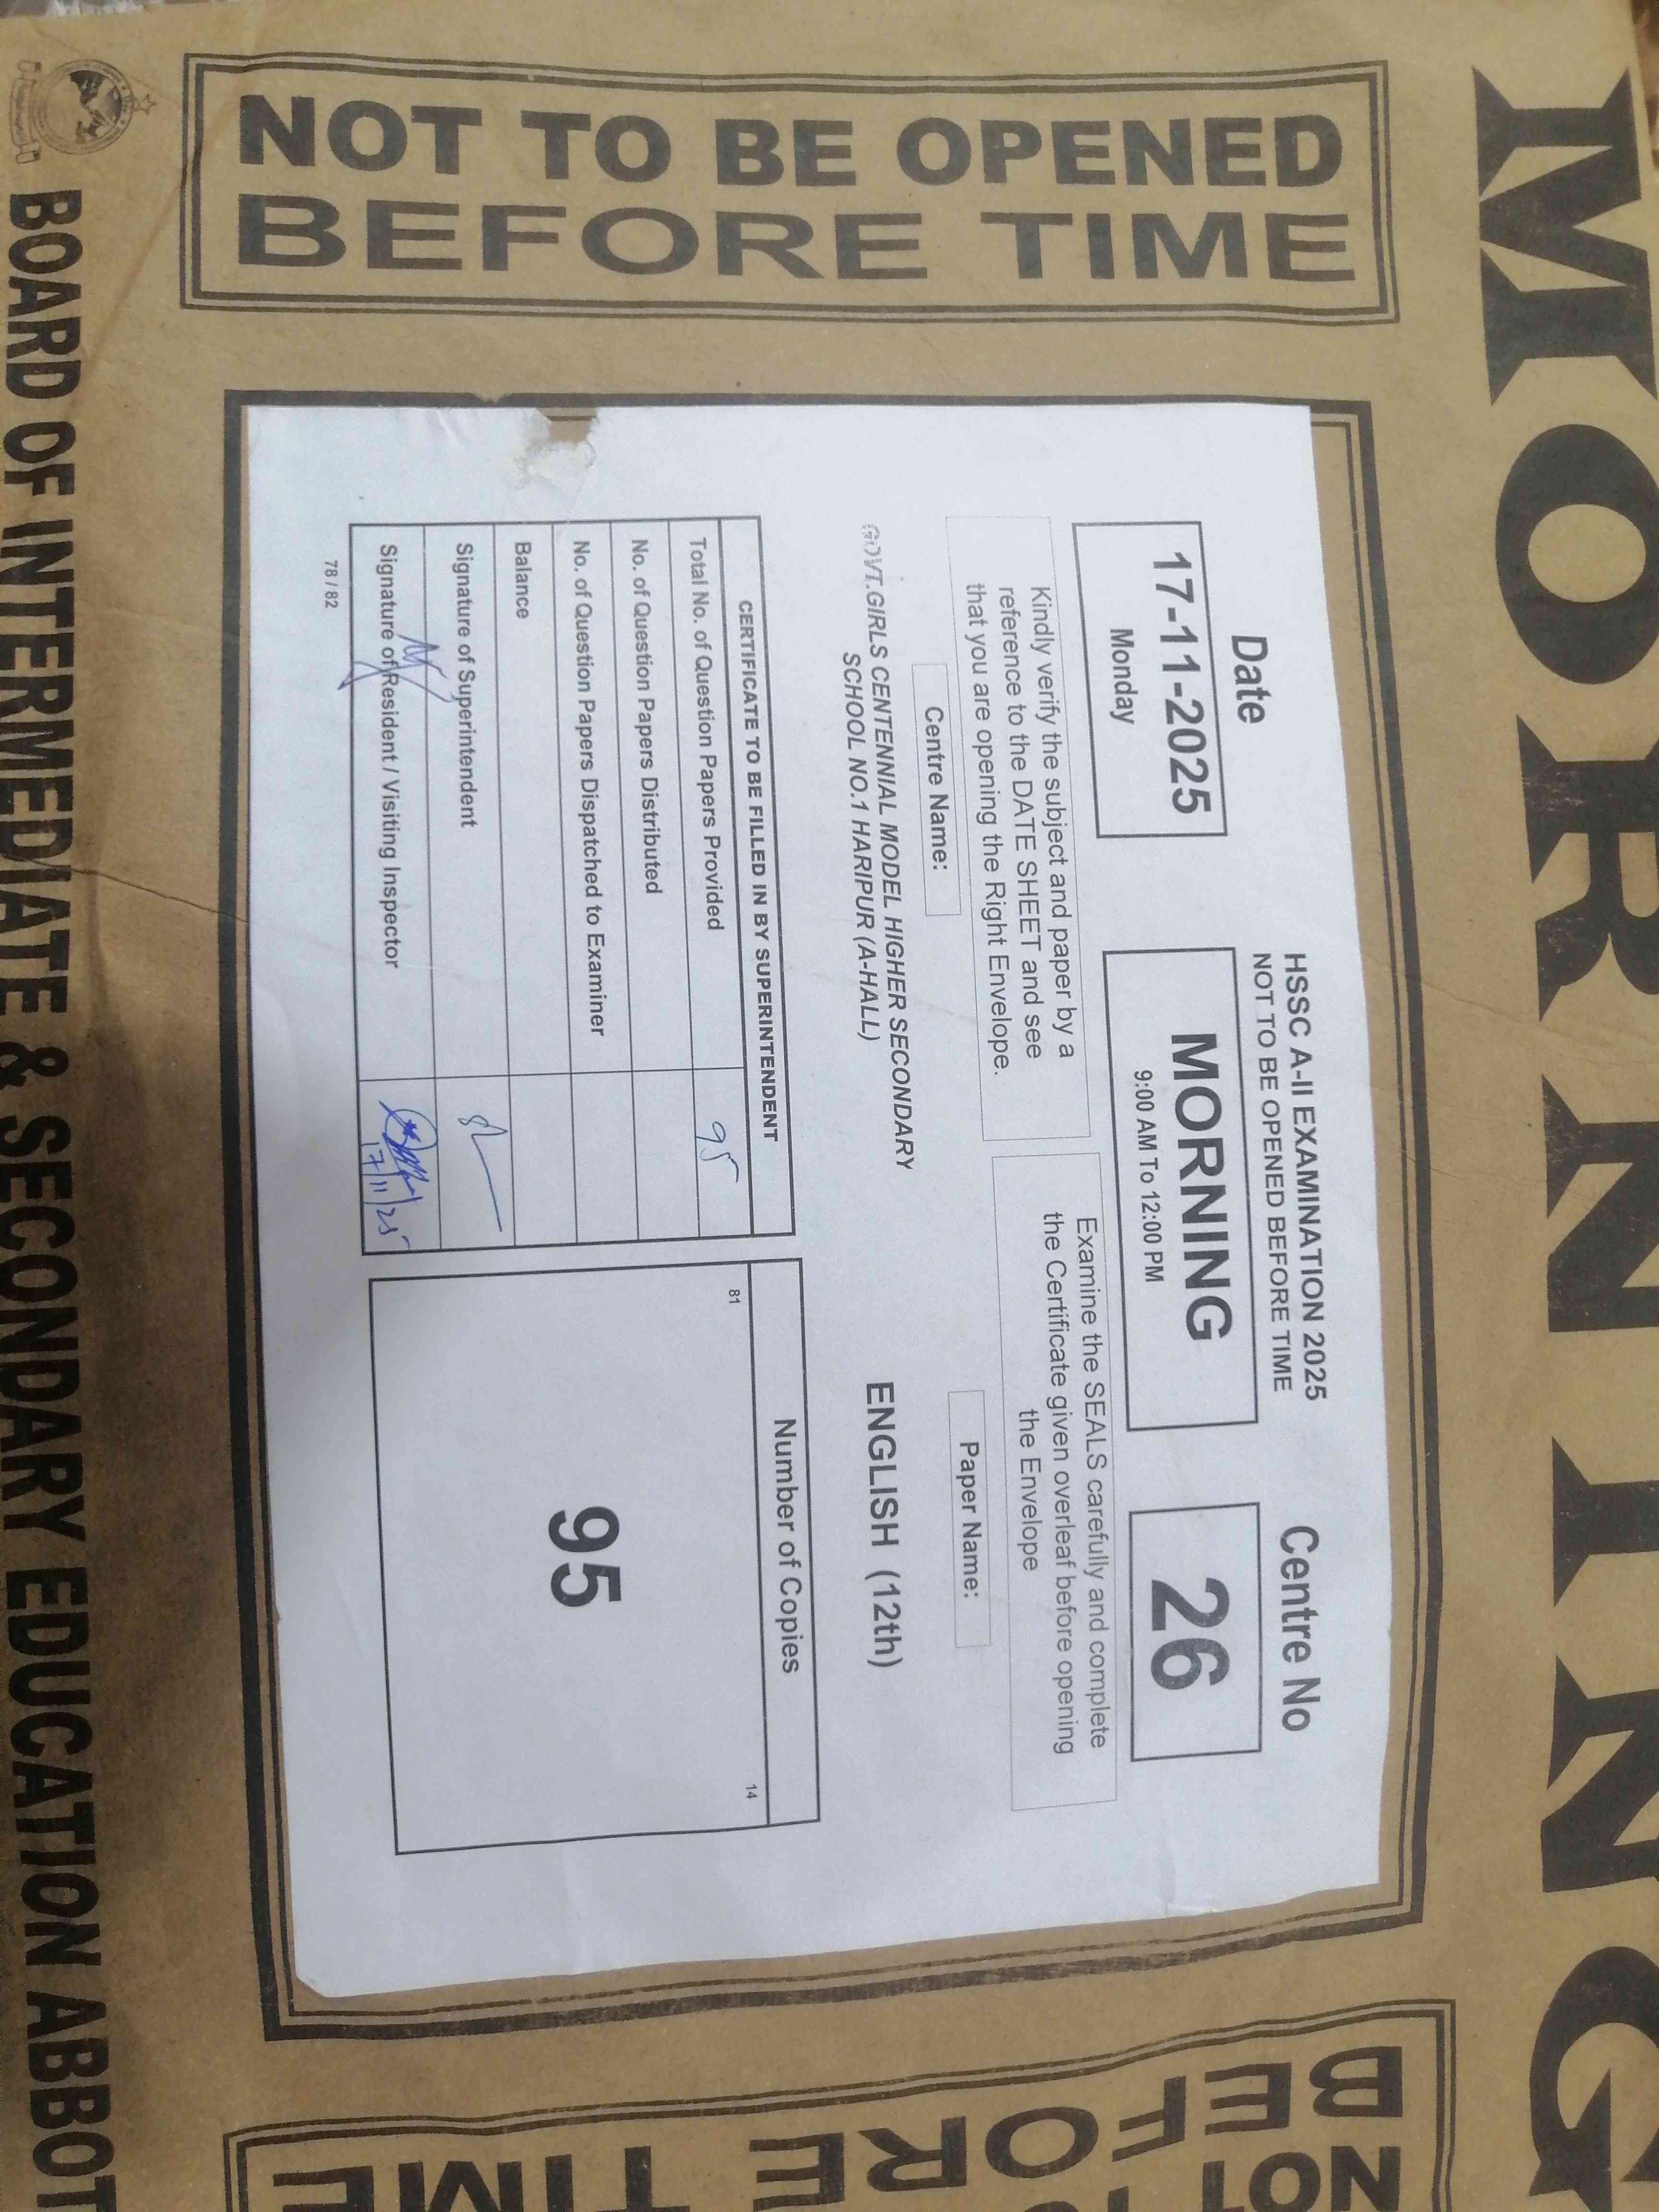 MORNING
NOT TO BE OPENED
BEFORE TIME
HSSC A-II EXAMINATION 2025
NOT TO BE OPENED BEFORE TIME
Date
17-11-2025
Monday
MORNING
9:00 AM To 12:00 PM
Centre No
26
Kindly verify the subject and paper by a
reference to the DATE SHEET and see
that you are opening the Right Envelope.
Examine the SEALS carefully and complete
the Certificate given overleaf before opening
the Envelope
Centre Name:
GOVT.GIRLS CENTENNIAL MODEL HIGHER SECONDARY
SCHOOL NO.1 HARIPUR (A-HALL)
Paper Name:
ENGLISH (12th)
CERTIFICATE TO BE FILLED IN BY SUPERINTENDENT
Total No. of Question Papers Provided 95
No. of Question Papers Distributed
No. of Question Papers Dispatched to Examiner
Balance
Signature of Superintendent
Signature of Resident / Visiting Inspector
17/11/25
78 / 82
Number of Copies
81
14
95
NOT
BEFORE
TIME
BOARD OF INTERMEDIATE & SECONDARY EDUCATION ABBOT